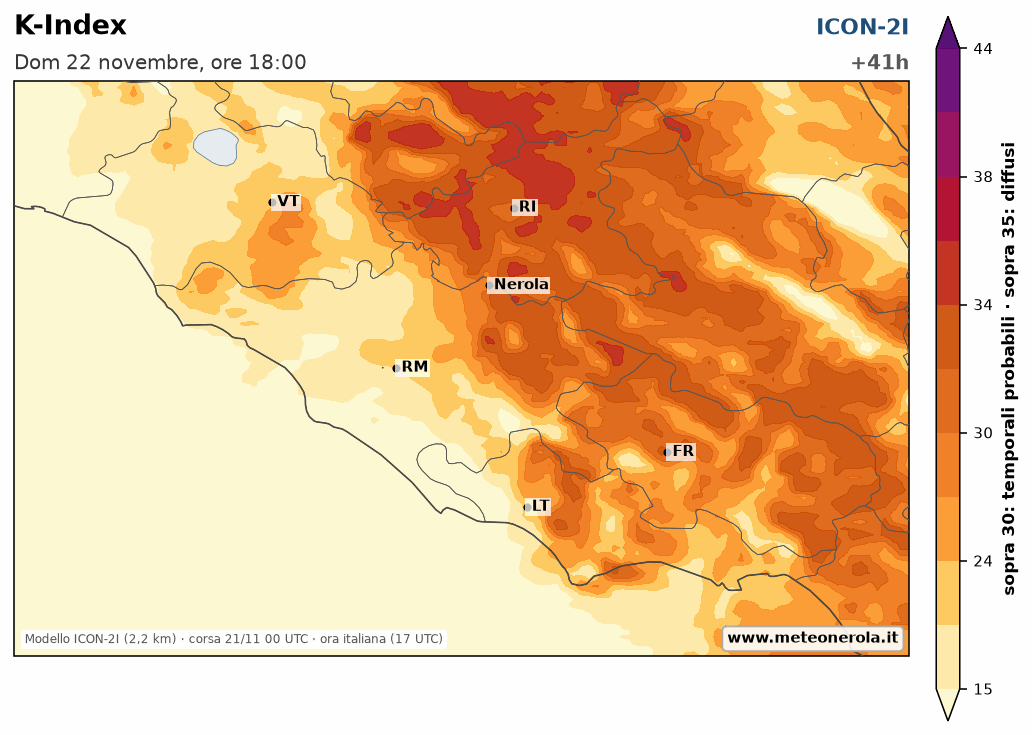 K-Index
ICON-2I
Dom 22 novembre, ore 18:00
+41h
VT
RI
Nerola
RM
FR
LT
Modello ICON-2I (2,2 km) · corsa 21/11 00 UTC · ora italiana (17 UTC)
www.meteonerola.it
44
38
34
30
24
15
sopra 30: temporali probabili · sopra 35: diffusi